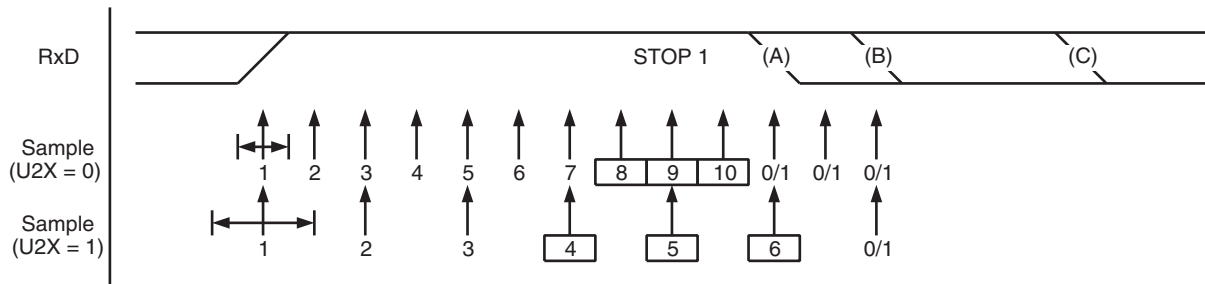 RxD STOP 1 (A) (B) (C)
Sample
(U2X = 0)
1 2 3 4 5 6 7 8 9 10 0/1 0/1 0/1
Sample
(U2X = 1)
1 2 3 4 5 6 0/1